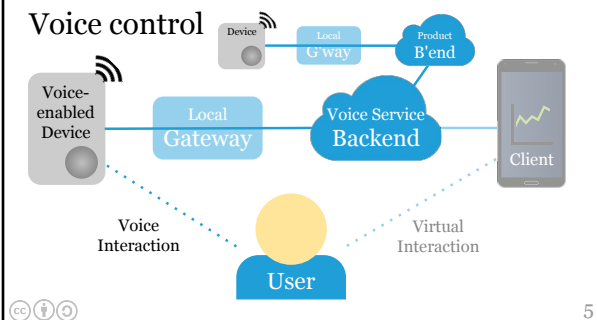 Voice control
Device
Local
G'way
Product
B'end
Voice-
enabled
Device
Local
Gateway
Voice Service
Backend
Client
Voice
Interaction
Virtual
Interaction
User
cc
5